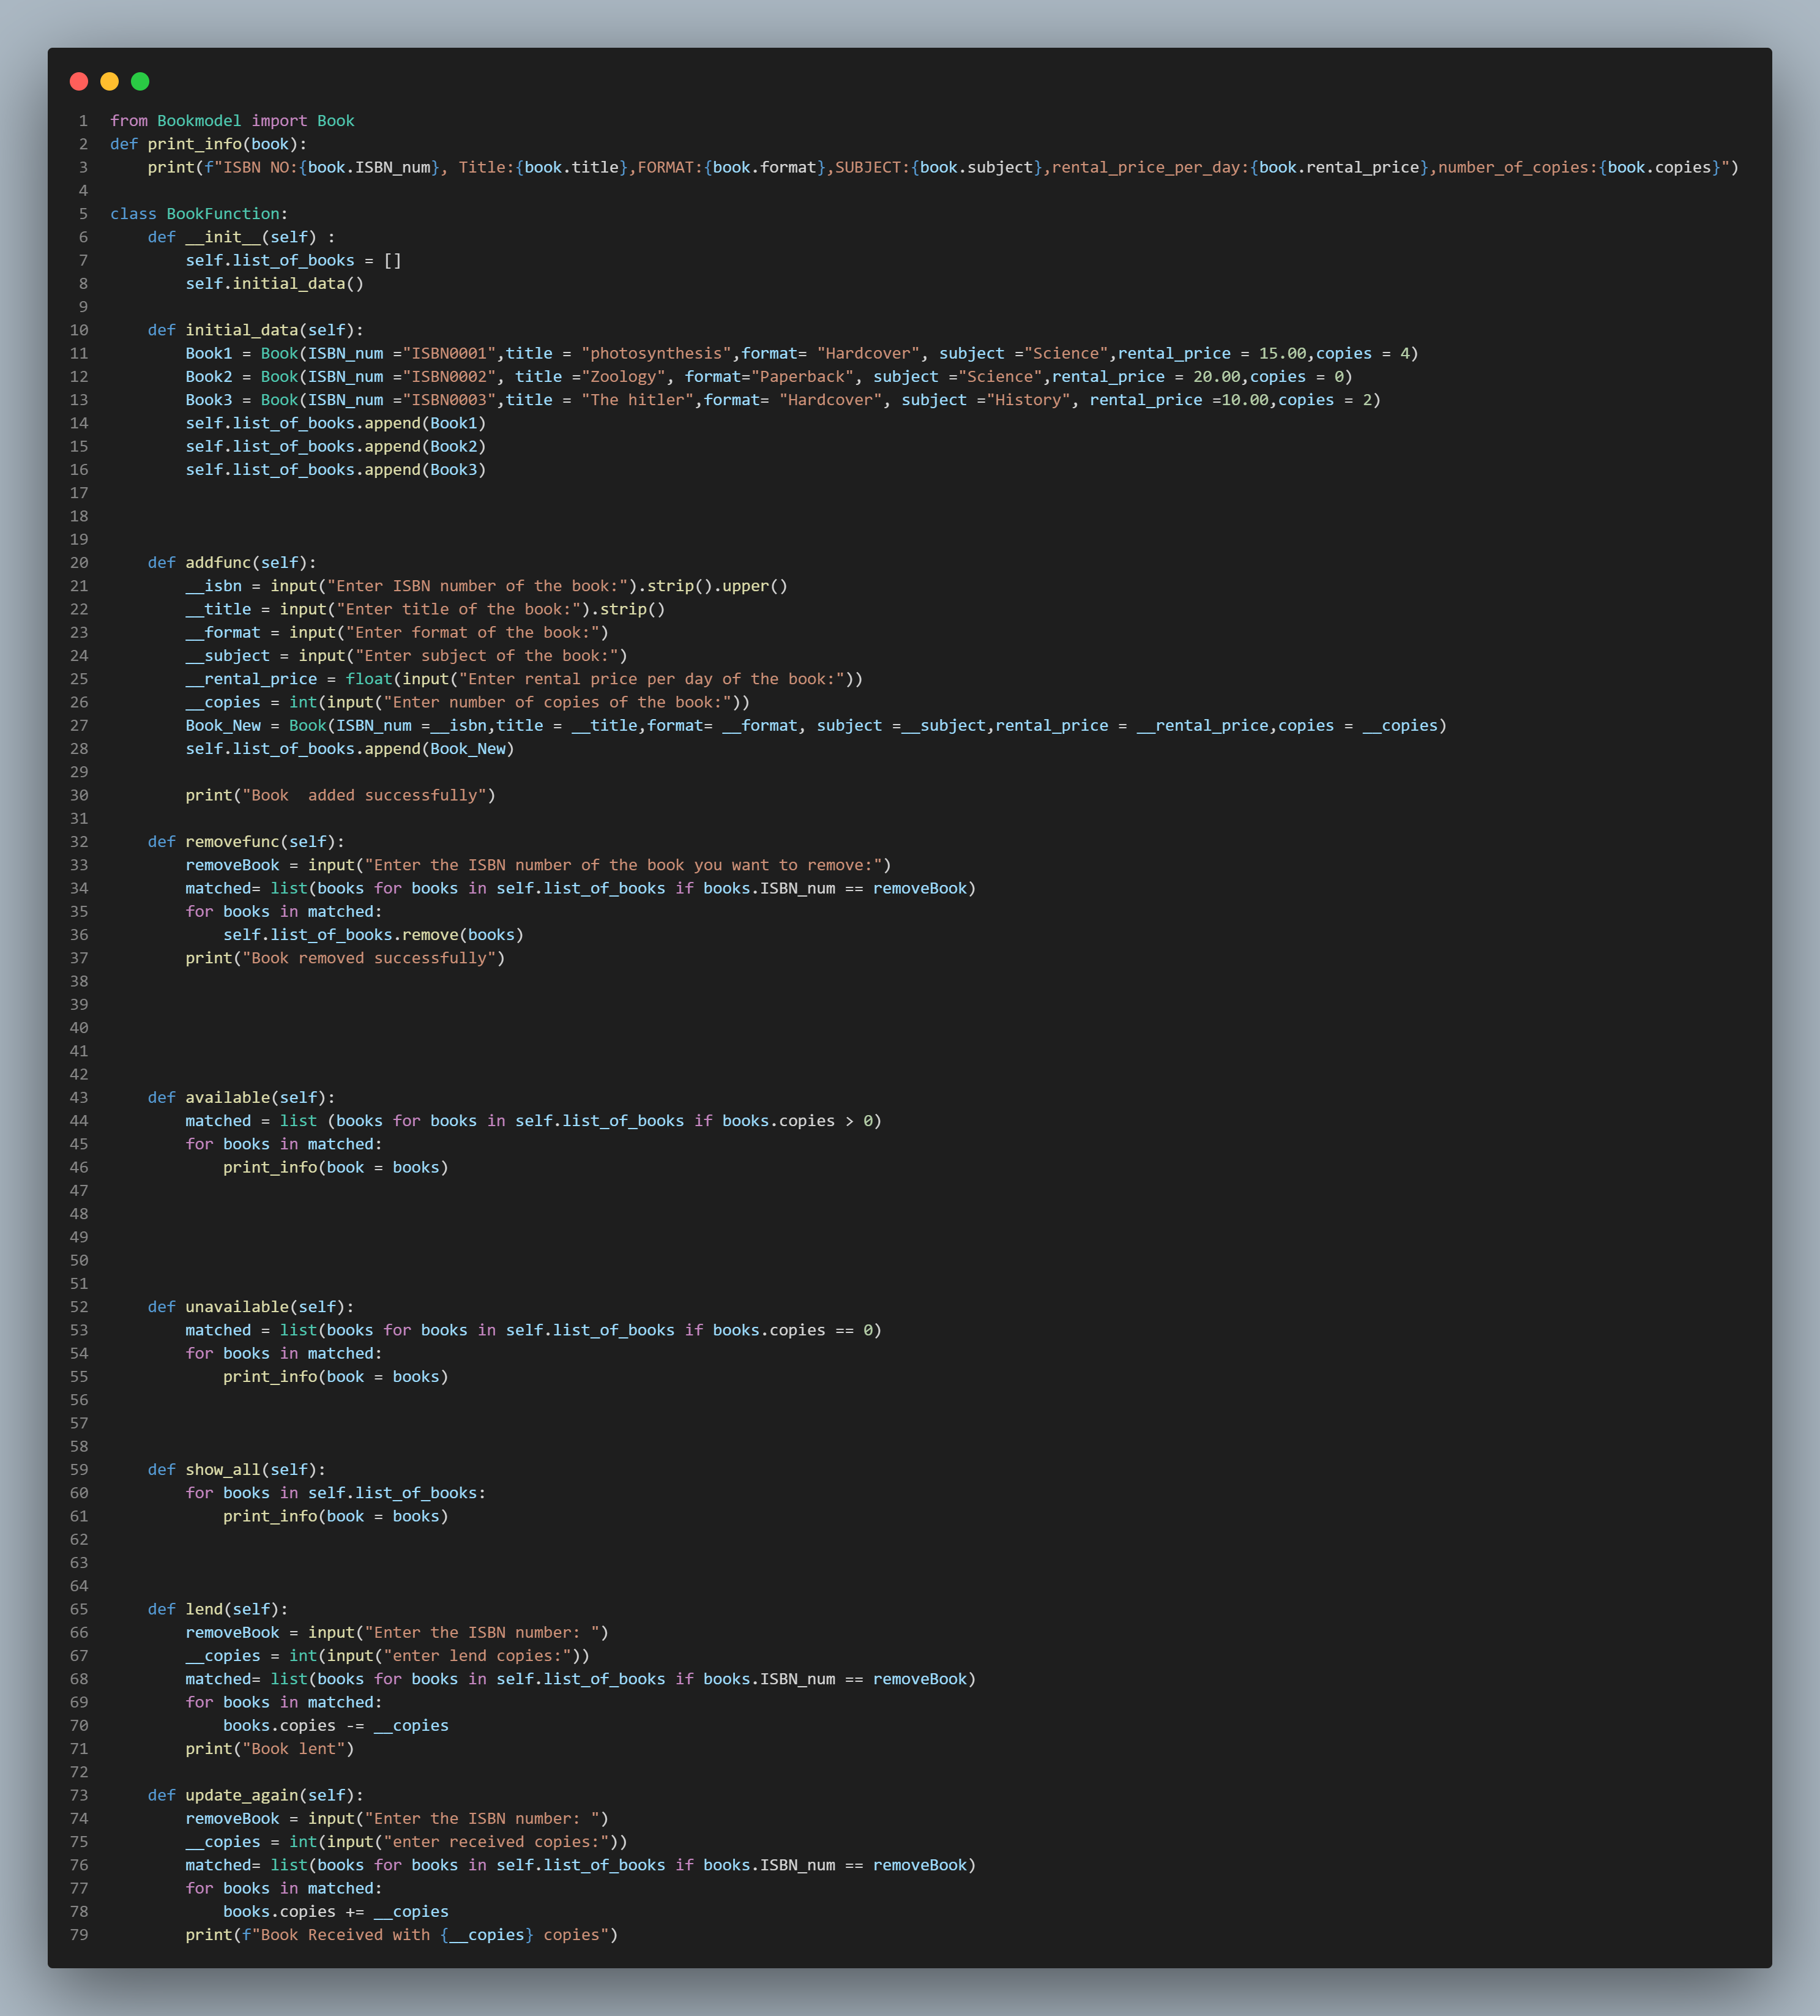 1 from Bookmodel import Book
2 def print_info(book):
3     print(f"ISBN NO:{book.ISBN_num}, Title:{book.title},FORMAT:{book.format},SUBJECT:{book.subject},rental_price_per_day:{book.rental_price},number_of_copies:{book.copies}")
4
5 class BookFunction:
6     def __init__(self) :
7         self.list_of_books = []
8         self.initial_data()
9
10     def initial_data(self):
11         Book1 = Book(ISBN_num ="ISBN0001",title = "photosynthesis",format= "Hardcover", subject ="Science",rental_price = 15.00,copies = 4)
12         Book2 = Book(ISBN_num ="ISBN0002", title ="Zoology", format="Paperback", subject ="Science",rental_price = 20.00,copies = 0)
13         Book3 = Book(ISBN_num ="ISBN0003",title = "The hitler",format= "Hardcover", subject ="History", rental_price =10.00,copies = 2)
14         self.list_of_books.append(Book1)
15         self.list_of_books.append(Book2)
16         self.list_of_books.append(Book3)
17
18
19
20     def addfunc(self):
21         __isbn = input("Enter ISBN number of the book:").strip().upper()
22         __title = input("Enter title of the book:").strip()
23         __format = input("Enter format of the book:")
24         __subject = input("Enter subject of the book:")
25         __rental_price = float(input("Enter rental price per day of the book:"))
26         __copies = int(input("Enter number of copies of the book:"))
27         Book_New = Book(ISBN_num =__isbn,title = __title,format= __format, subject =__subject,rental_price = __rental_price,copies = __copies)
28         self.list_of_books.append(Book_New)
29
30         print("Book  added successfully")
31
32     def removefunc(self):
33         removeBook = input("Enter the ISBN number of the book you want to remove:")
34         matched= list(books for books in self.list_of_books if books.ISBN_num == removeBook)
35         for books in matched:
36             self.list_of_books.remove(books)
37         print("Book removed successfully")
38
39
40
41
42
43     def available(self):
44         matched = list (books for books in self.list_of_books if books.copies > 0)
45         for books in matched:
46             print_info(book = books)
47
48
49
50
51
52     def unavailable(self):
53         matched = list(books for books in self.list_of_books if books.copies == 0)
54         for books in matched:
55             print_info(book = books)
56
57
58
59     def show_all(self):
60         for books in self.list_of_books:
61             print_info(book = books)
62
63
64
65     def lend(self):
66         removeBook = input("Enter the ISBN number: ")
67         __copies = int(input("enter lend copies:"))
68         matched= list(books for books in self.list_of_books if books.ISBN_num == removeBook)
69         for books in matched:
70             books.copies -= __copies
71         print("Book lent")
72
73     def update_again(self):
74         removeBook = input("Enter the ISBN number: ")
75         __copies = int(input("enter received copies:"))
76         matched= list(books for books in self.list_of_books if books.ISBN_num == removeBook)
77         for books in matched:
78             books.copies += __copies
79         print(f"Book Received with {__copies} copies")